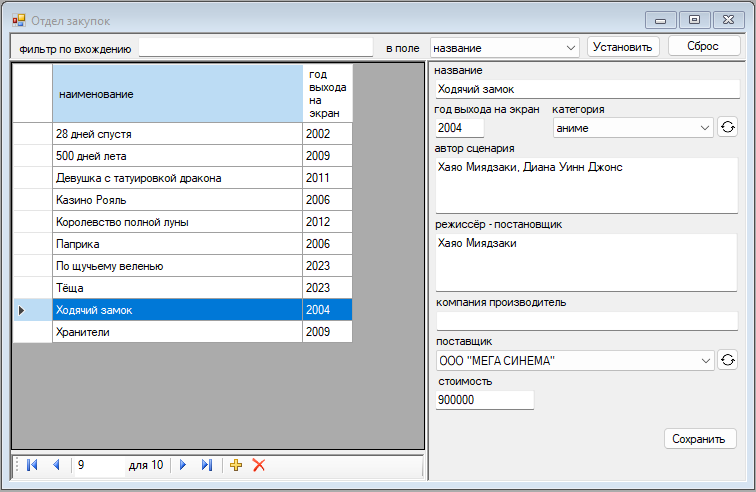 Отдел закупок
фильтр по вхождению
в поле
название
Установить
Сброс
наименование
год
выхода
на
экран
28 дней спустя 2002
500 дней лета 2009
Девушка с татуировкой дракона 2011
Казино Рояль 2006
Королевство полной луны 2012
Паприка 2006
По щучьему веленью 2023
Тёща 2023
Ходячий замок 2004
Хранители 2009
9 для 10
название
Ходячий замок
год выхода на экран категория
2004 аниме
автор сценария
Хаяо Миядзаки, Диана Уинн Джонс
режиссёр - постановщик
Хаяо Миядзаки
компания производитель
поставщик
ООО "МЕГА СИНЕМА"
стоимость
900000
Сохранить